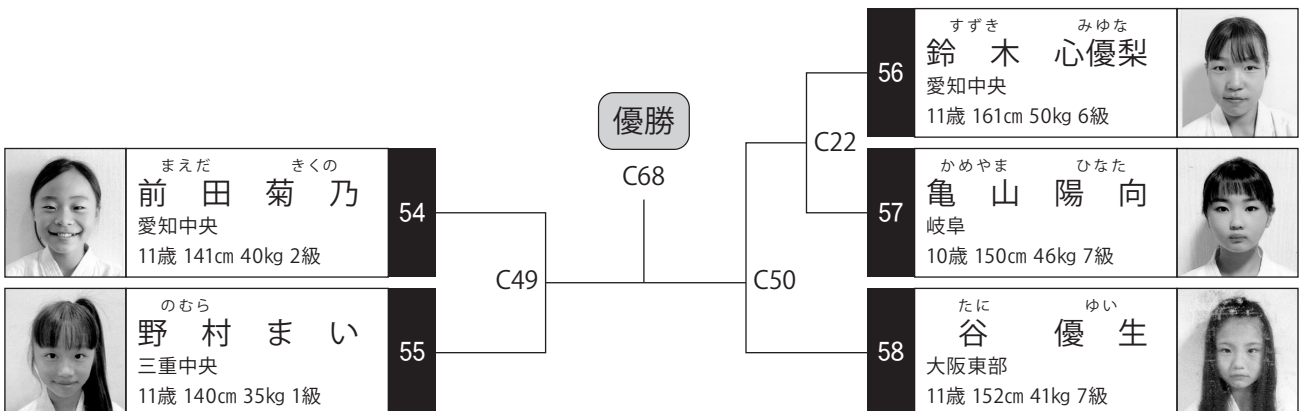 まえだ きくの
前田 菊乃
愛知中央
11歳 141cm 40kg 2級
54
のむら
野村 まい
三重中央
11歳 140cm 35kg 1級
55
C49
優勝
C68
C50
C22
56
すずき みゆな
鈴木 心優梨
愛知中央
11歳 161cm 50kg 6級
57
かめやま ひなた
亀山 陽向
岐阜
10歳 150cm 46kg 7級
58
たに ゆい
谷 優生
大阪東部
11歳 152cm 41kg 7級